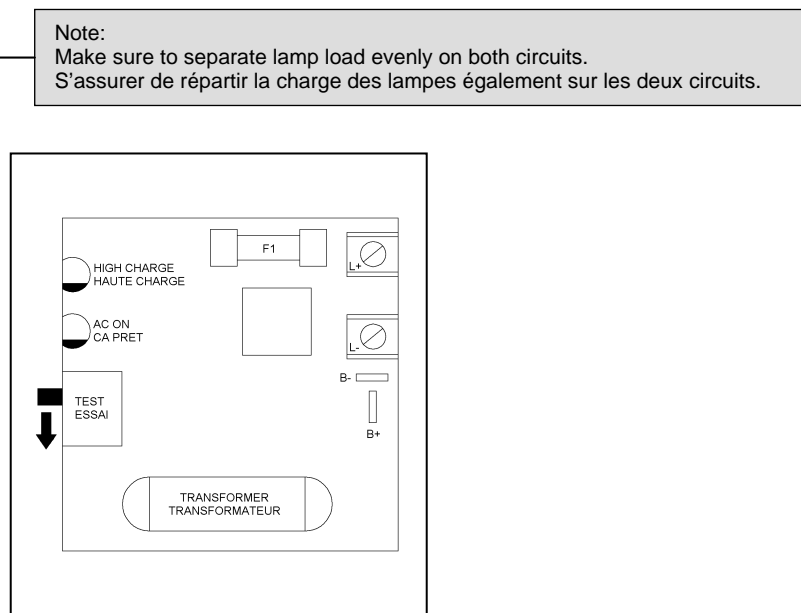 Note:
Make sure to separate lamp load evenly on both circuits.
S'assurer de répartir la charge des lampes également sur les deux circuits.
F1
L+
HIGH CHARGE
HAUTE CHARGE
AC ON
CA PRET
L-
B-
TEST
ESSAI
B+
TRANSFORMER
TRANSFORMATEUR